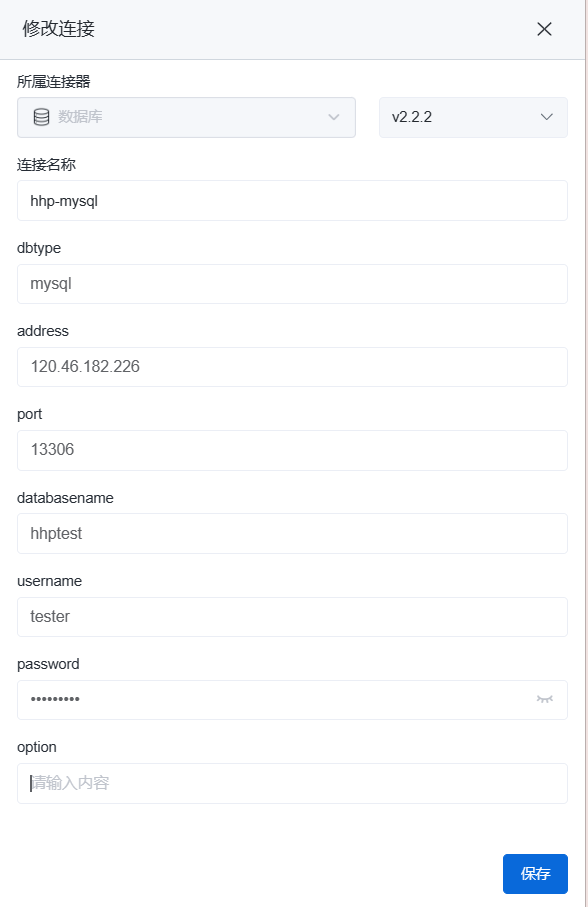 修改连接
所属连接器
数据库 v2.2.2
连接名称
hhp-mysql
dbtype
mysql
address
120.46.182.226
port
13306
databasename
hhptest
username
tester
password
•••••••••
option
请输入内容
保存